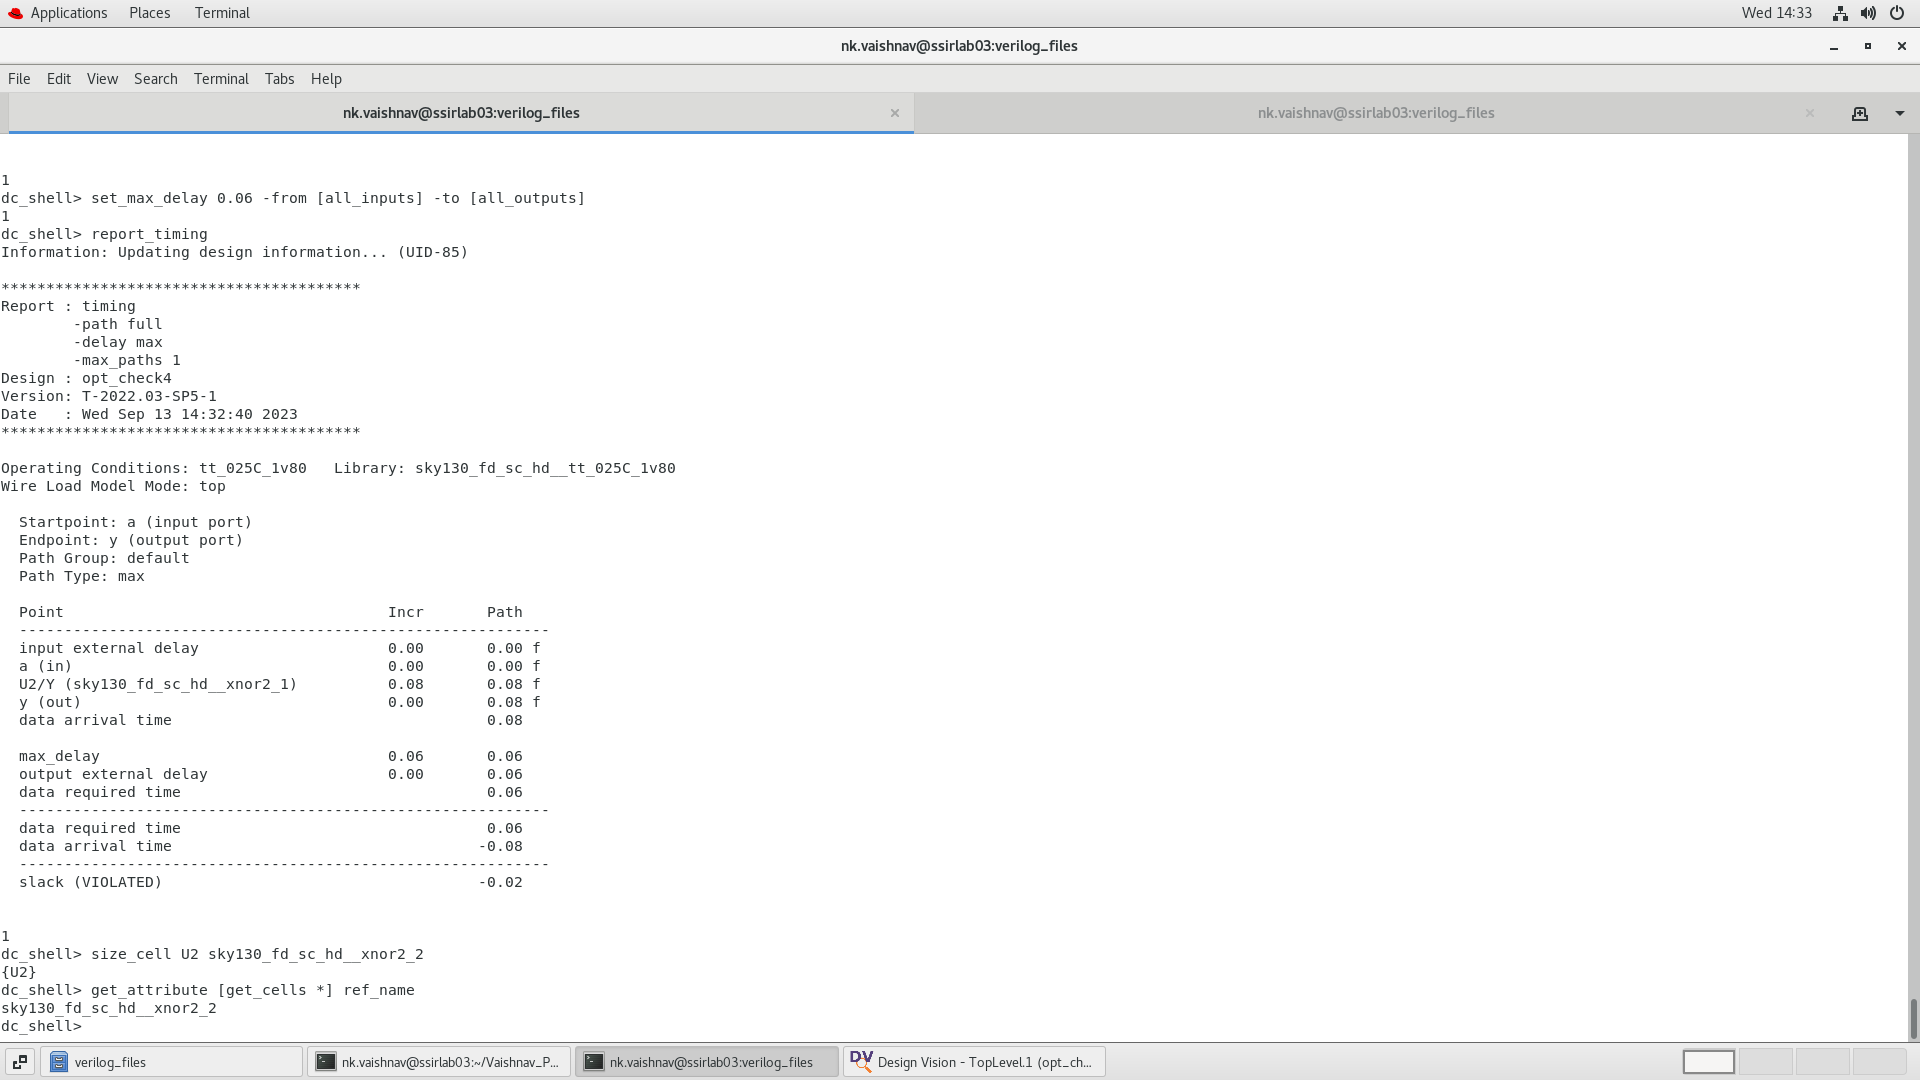 Applications Places Terminal Wed 14:33
nk.vaishnav@ssirlab03:verilog_files
File Edit View Search Terminal Tabs Help
nk.vaishnav@ssirlab03:verilog_files nk.vaishnav@ssirlab03:verilog_files
1
dc_shell> set_max_delay 0.06 -from [all_inputs] -to [all_outputs]
1
dc_shell> report_timing
Information: Updating design information... (UID-85)
****************************************
Report : timing
-path full
-delay max
-max_paths 1
Design : opt_check4
Version: T-2022.03-SP5-1
Date : Wed Sep 13 14:32:40 2023
****************************************
Operating Conditions: tt_025C_1v80 Library: sky130_fd_sc_hd__tt_025C_1v80
Wire Load Model Mode: top
Startpoint: a (input port)
Endpoint: y (output port)
Path Group: default
Path Type: max
Point Incr Path
-----------------------------------------------------------
input external delay 0.00 0.00 f
a (in) 0.00 0.00 f
U2/Y (sky130_fd_sc_hd__xnor2_1) 0.08 0.08 f
y (out) 0.00 0.08 f
data arrival time 0.08
max_delay 0.06 0.06
output external delay 0.00 0.06
data required time 0.06
-----------------------------------------------------------
data required time 0.06
data arrival time -0.08
-----------------------------------------------------------
slack (VIOLATED) -0.02
1
dc_shell> size_cell U2 sky130_fd_sc_hd__xnor2_2
{U2}
dc_shell> get_attribute [get_cells *] ref_name
sky130_fd_sc_hd__xnor2_2
dc_shell>
verilog_files nk.vaishnav@ssirlab03:~/Vaishnav_P... nk.vaishnav@ssirlab03:verilog_files DV Design Vision - TopLevel.1 (opt_ch...